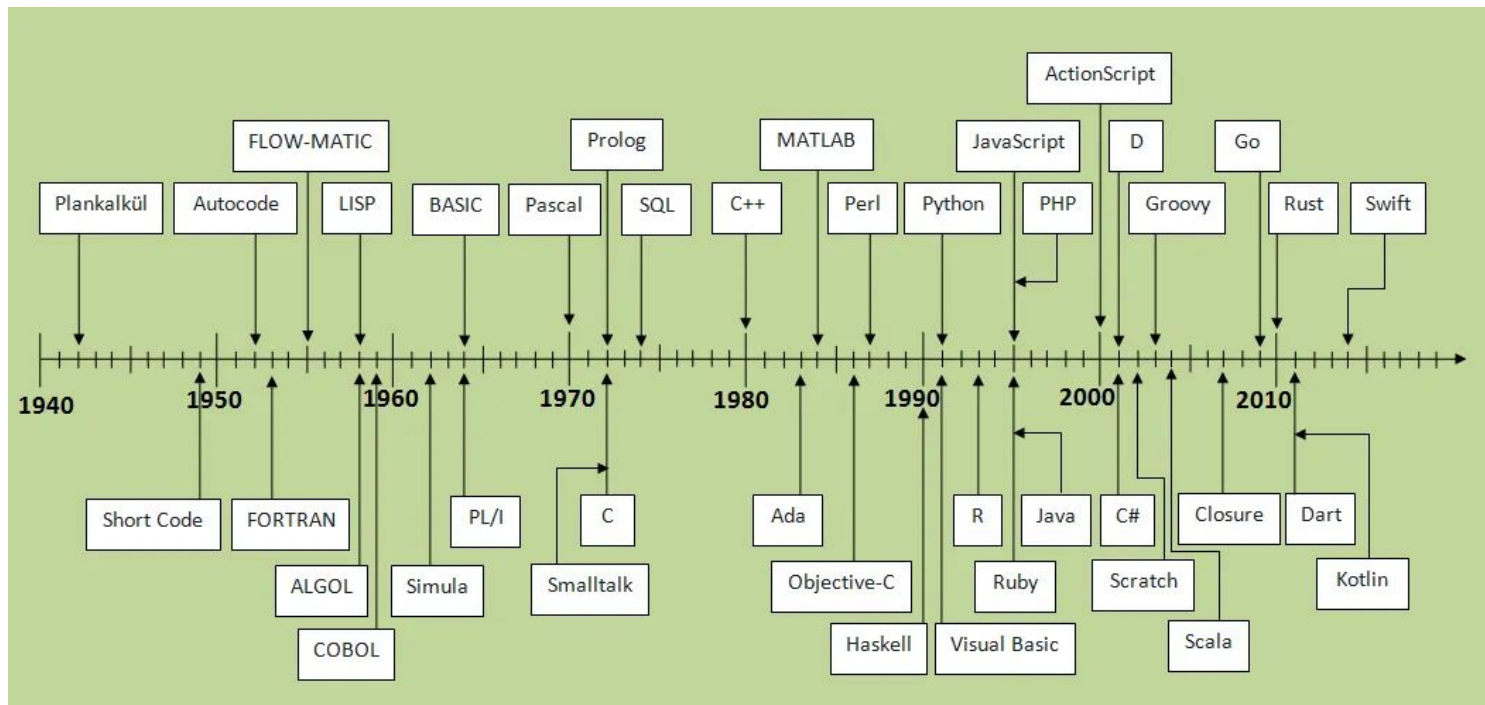 ActionScript
FLOW-MATIC
Prolog
MATLAB
JavaScript
D
Go
Plankalkül
Autocode
LISP
BASIC
Pascal
SQL
C++
Perl
Python
PHP
Groovy
Rust
Swift
1940
1950
1960
1970
1980
1990
2000
2010
Short Code
FORTRAN
PL/I
C
Ada
R
Java
C#
Closure
Dart
ALGOL
Simula
Smalltalk
Objective-C
Ruby
Scratch
Kotlin
COBOL
Haskell
Visual Basic
Scala